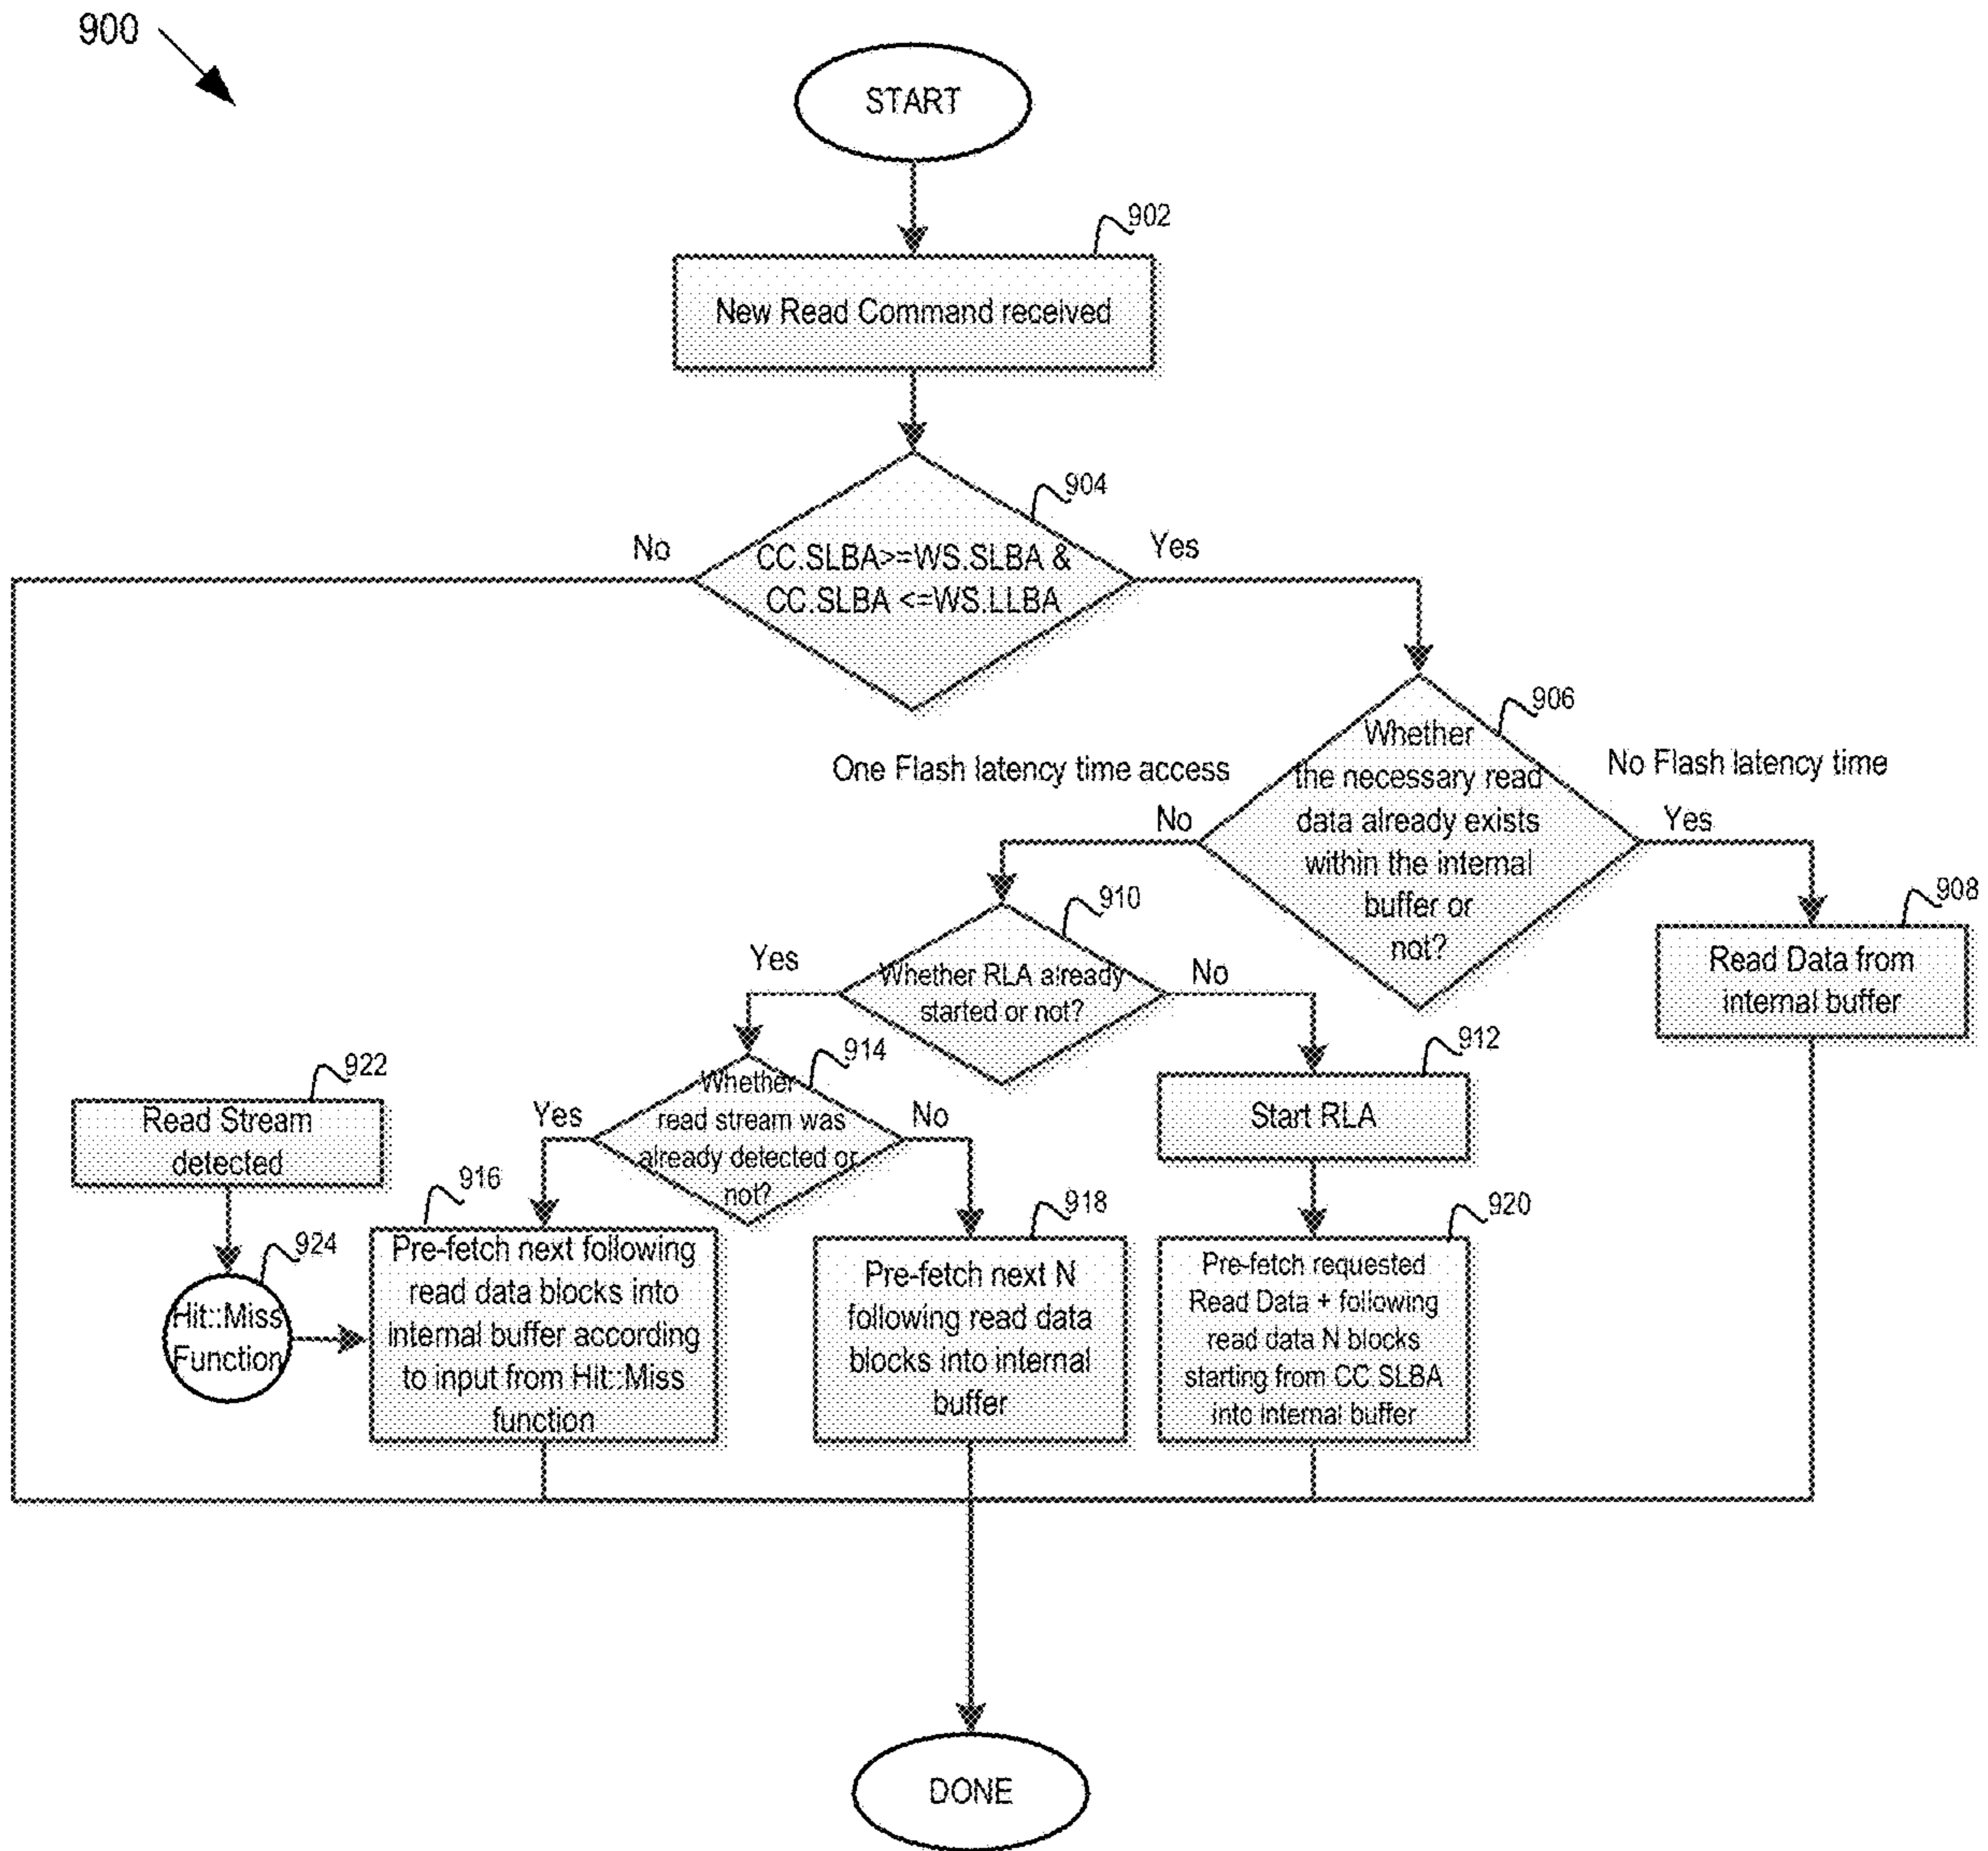 900
START
902
New Read Command received
904
No
Yes
CC.SLBA>=WS.SLBA &
CC.SLBA <=WS.LLBA
906
Whether
the necessary read
data already exists
within the internal
buffer or
not?
One Flash latency time access
No Flash latency time
No
Yes
908
Read Data from
internal buffer
910
Yes
No
Whether RLA already
started or not?
912
Start RLA
914
Whether
read stream was
already detected or
not?
Yes
No
922
Read Stream
detected
924
Hit::Miss
Function
916
Pre-fetch next following
read data blocks into
internal buffer according
to input from Hit::Miss
function
918
Pre-fetch next N
following read data
blocks into internal
buffer
920
Pre-fetch requested
Read Data + following
read data N blocks
starting from CC SLBA
into internal buffer
DONE